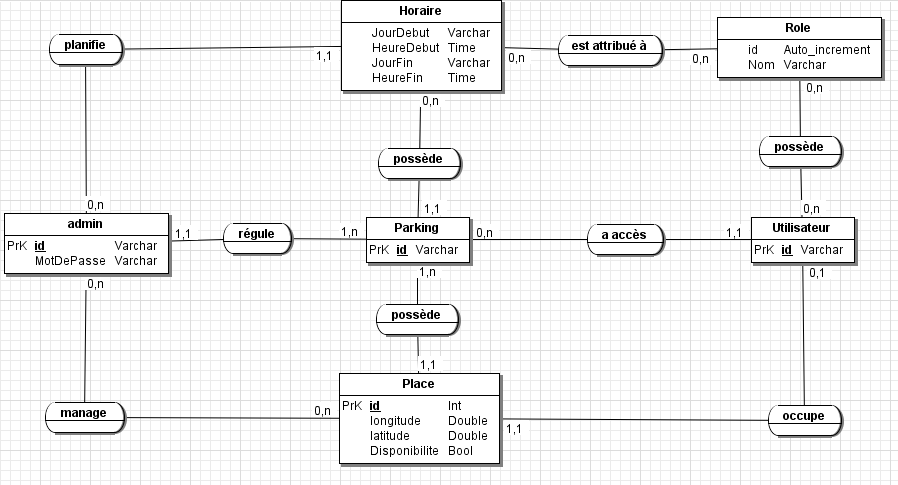 Horaire
JourDebut Varchar
HeureDebut Time
JourFin Varchar
HeureFin Time
Role
id Auto_increment
Nom Varchar
planifie
est attribué à
1,1
0,n
0,n
0,n
0,n
possède
possède
0,n
1,1
0,n
admin
PrK id Varchar
MotDePasse Varchar
régule
1,1
1,n
Parking
PrK id Varchar
0,n
a accès
1,1
Utilisateur
PrK id Varchar
0,n
1,n
0,1
possède
1,1
Place
PrK id Int
longitude Double
latitude Double
Disponibilite Bool
manage
0,n
1,1
occupe